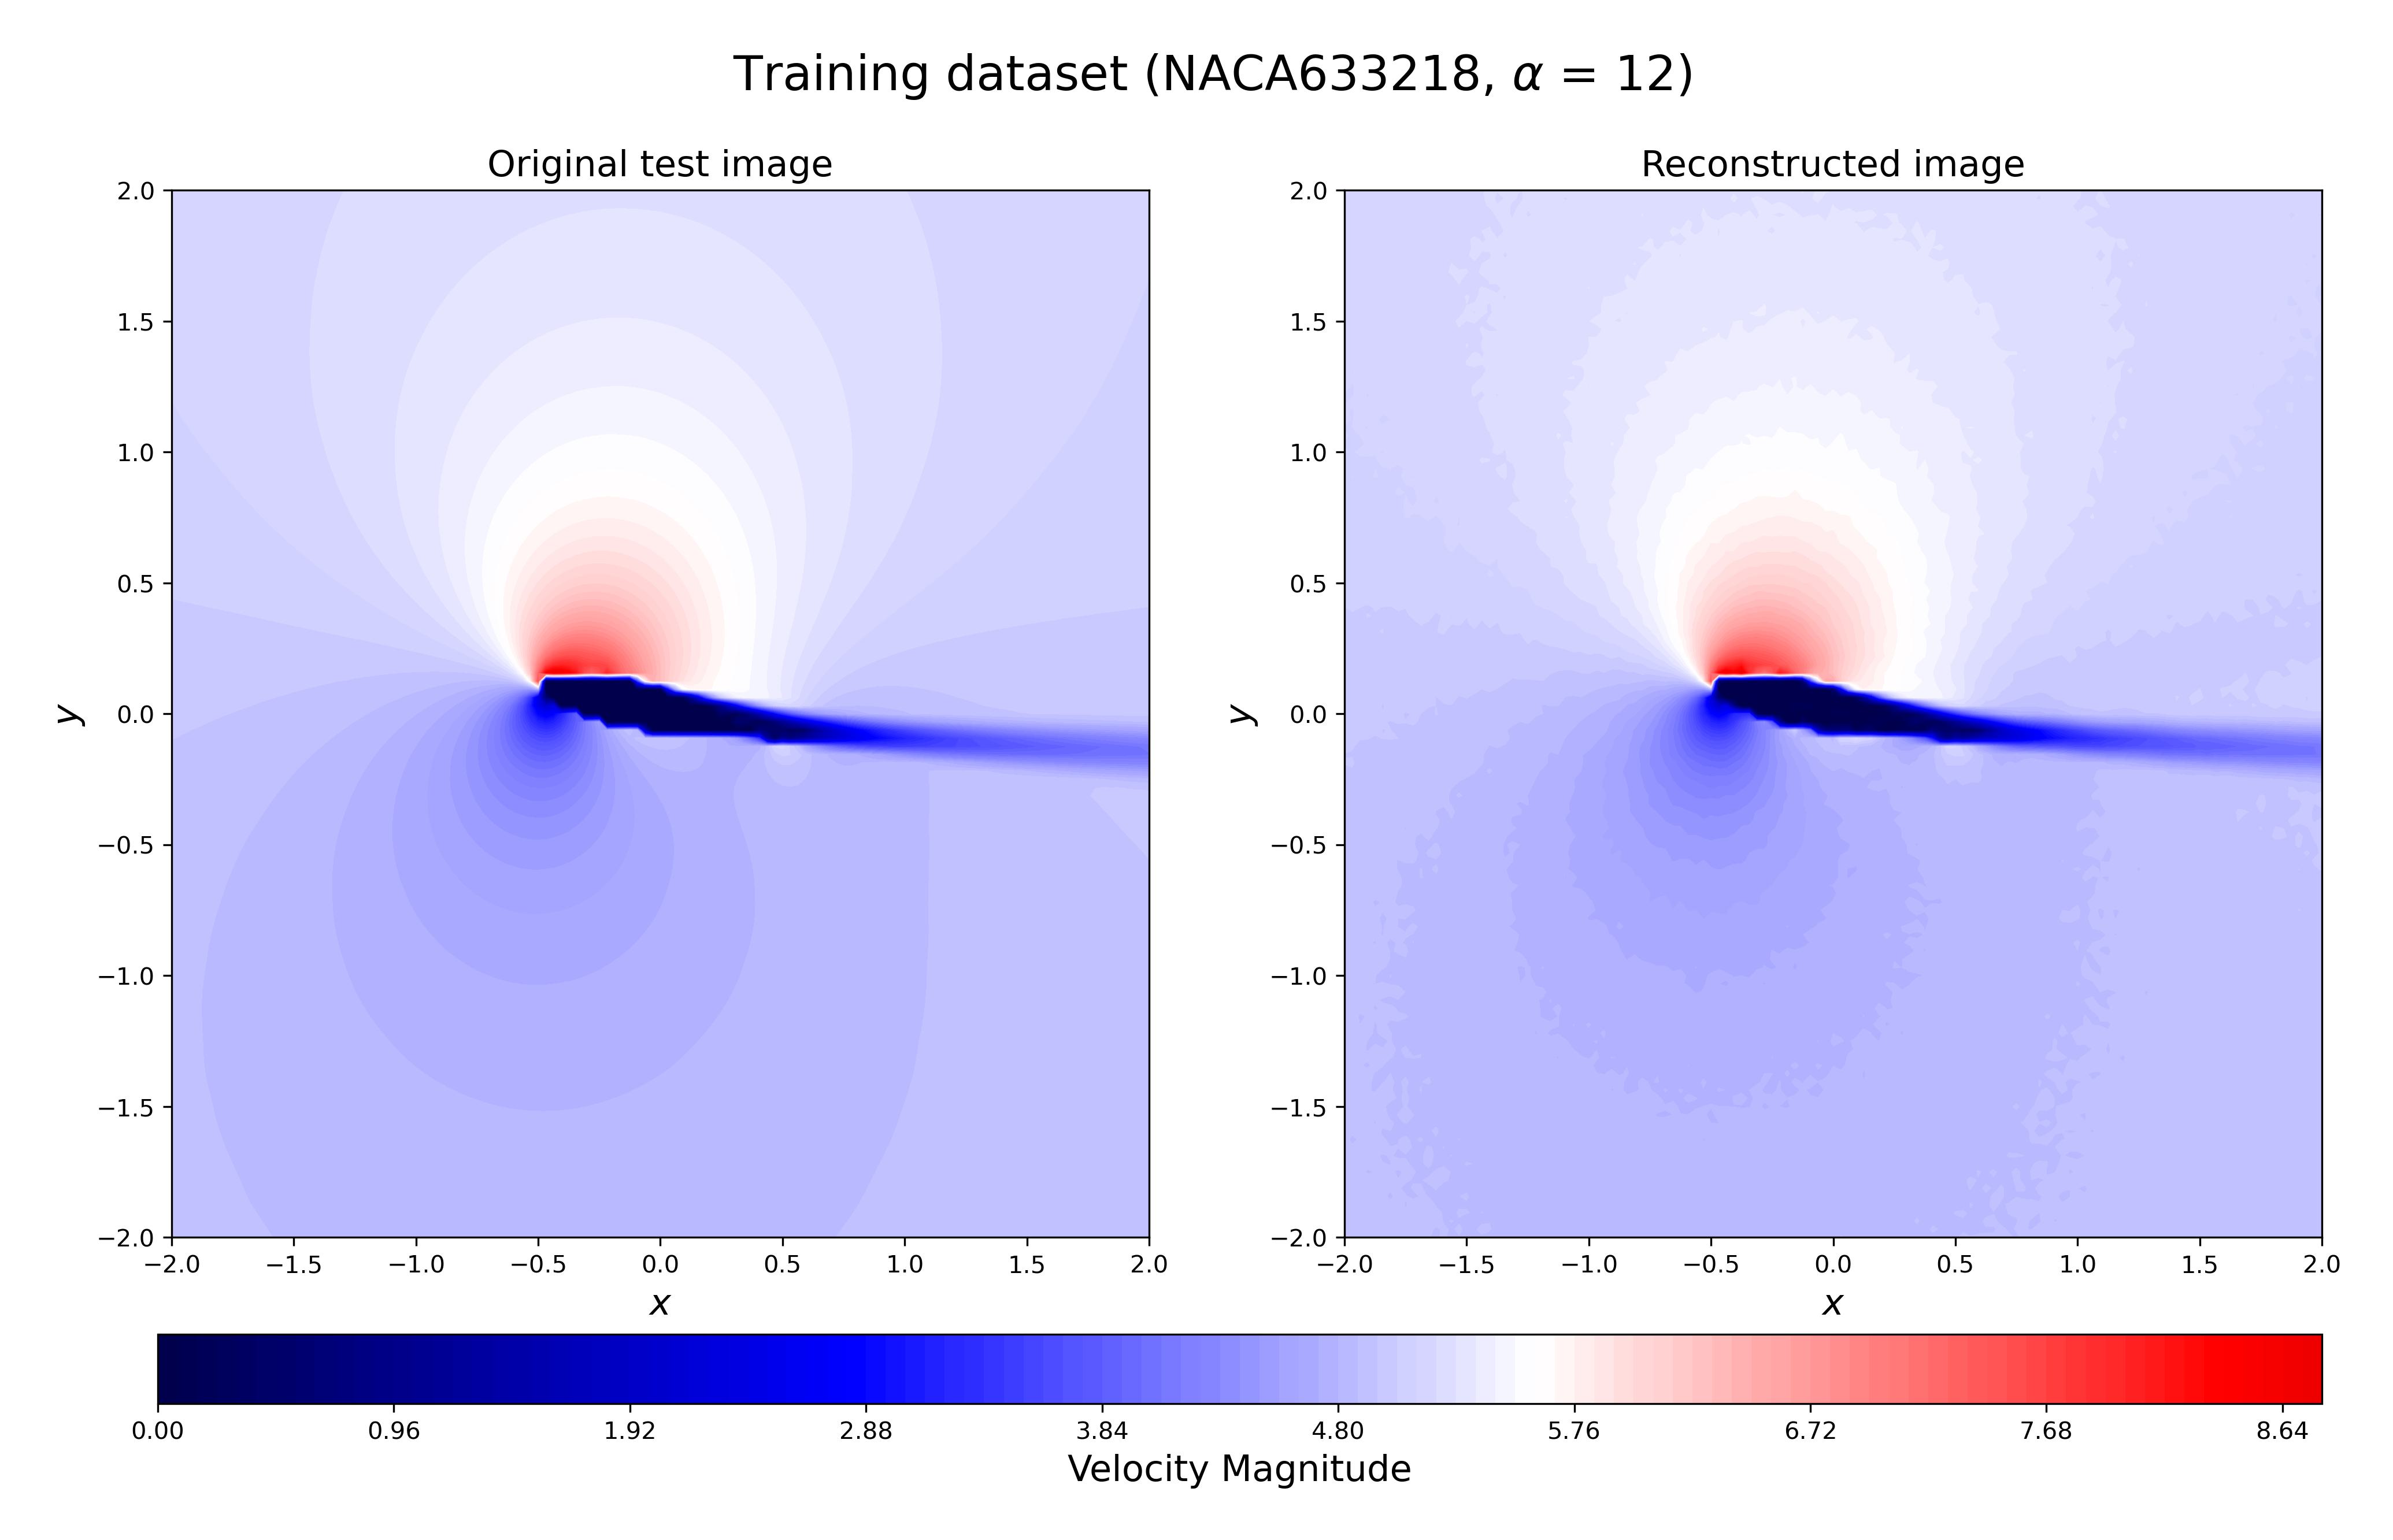 Training dataset (NACA633218, α = 12)
Original test image
2.0
1.5
1.0
0.5
0.0
−0.5
−1.0
−1.5
−2.0
y
−2.0 −1.5 −1.0 −0.5 0.0 0.5 1.0 1.5 2.0
x
Reconstructed image
2.0
1.5
1.0
0.5
0.0
−0.5
−1.0
−1.5
−2.0
y
−2.0 −1.5 −1.0 −0.5 0.0 0.5 1.0 1.5 2.0
x
0.00 0.96 1.92 2.88 3.84 4.80 5.76 6.72 7.68 8.64
Velocity Magnitude